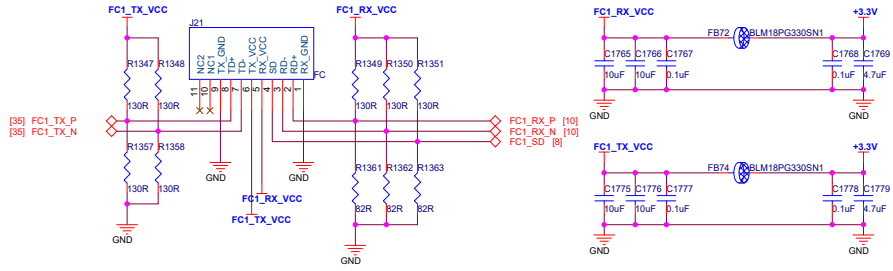 FC1_TX_VCC
J21
FC
NC2
NC1
TX_GND
TD+
TD-
TX_VCC
RX_VCC
SD
RD-
RD+
RX_GND
11
10
9
8
7
6
5
4
3
2
1
R1347
R1348
130R
130R
[35] FC1_TX_P
[35] FC1_TX_N
R1357
R1358
130R
130R
GND
GND
FC1_RX_VCC
FC1_TX_VCC
GND
FC1_RX_VCC
R1349
R1350
R1351
130R
130R
130R
FC1_RX_P [10]
FC1_RX_N [10]
FC1_SD [8]
R1361
R1362
R1363
82R
82R
82R
GND
FC1_RX_VCC
+3.3V
FB72
BLM18PG330SN1
C1765
C1766
C1767
C1768
C1769
10uF
10uF
0.1uF
0.1uF
4.7uF
GND
GND
FC1_TX_VCC
+3.3V
FB74
BLM18PG330SN1
C1775
C1776
C1777
C1778
C1779
10uF
10uF
0.1uF
0.1uF
4.7uF
GND
GND